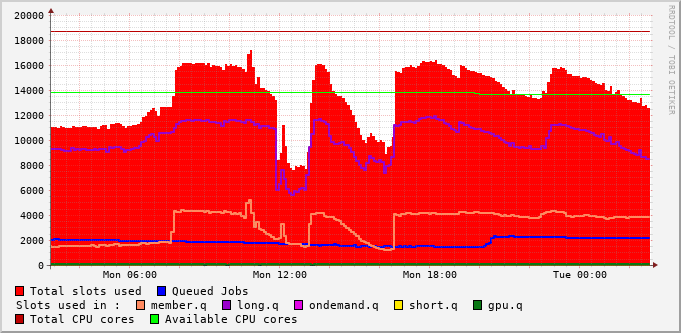 20000
18000
16000
14000
12000
10000
8000
6000
4000
2000
0
Mon 06:00 Mon 12:00 Mon 18:00 Tue 00:00
RRDTOOL / TOBI OETIKER
Total slots used Queued Jobs
Slots used in : member.q long.q ondemand.q short.q gpu.q
Total CPU cores Available CPU cores